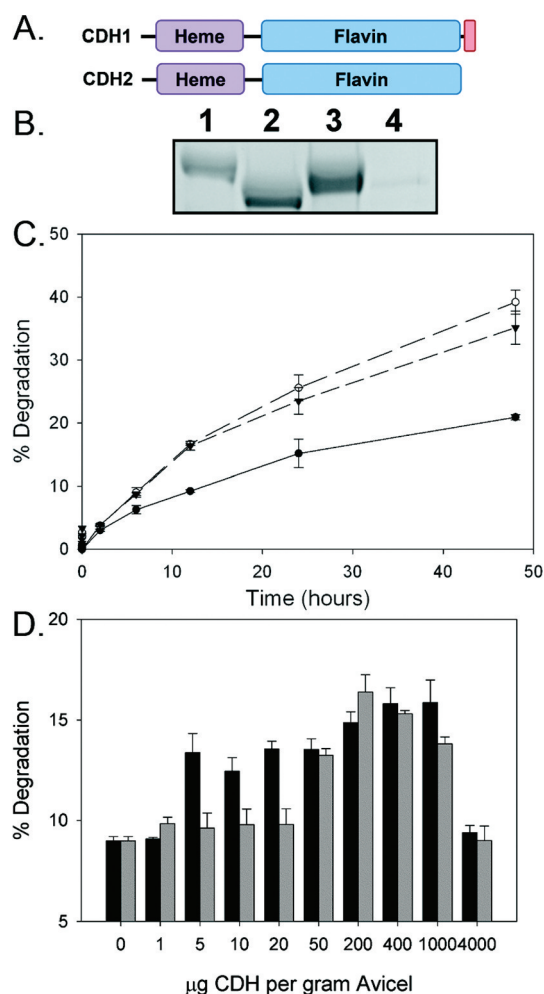 A.
CDH1 Heme Flavin
CDH2 Heme Flavin
B.
1 2 3 4
C.
50
40
30
20
10
0
% Degradation
0 10 20 30 40 50
Time (hours)
D.
20
15
10
5
% Degradation
0 1 5 10 20 50 200 400 1000 4000
µg CDH per gram Avicel